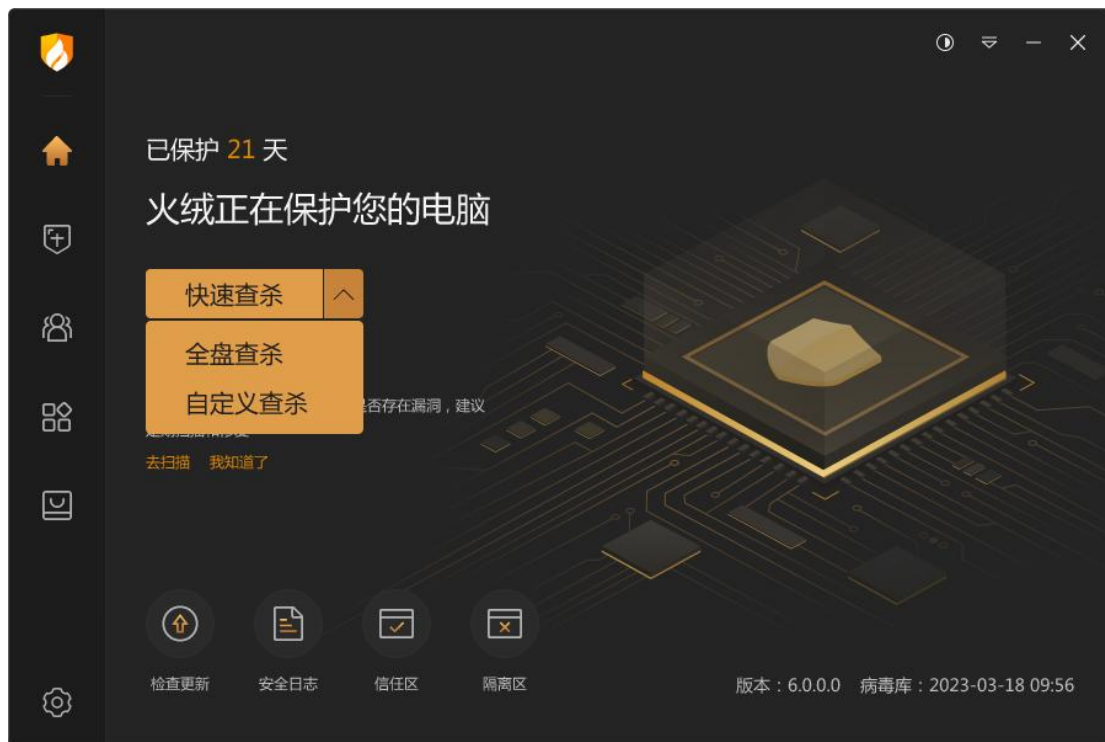 已保护 21 天
火绒正在保护您的电脑
快速查杀
全盘查杀
自定义查杀
否存在漏洞，建议
去扫描 我知道了
检查更新 安全日志 信任区 隔离区
版本：6.0.0.0 病毒库：2023-03-18 09:56